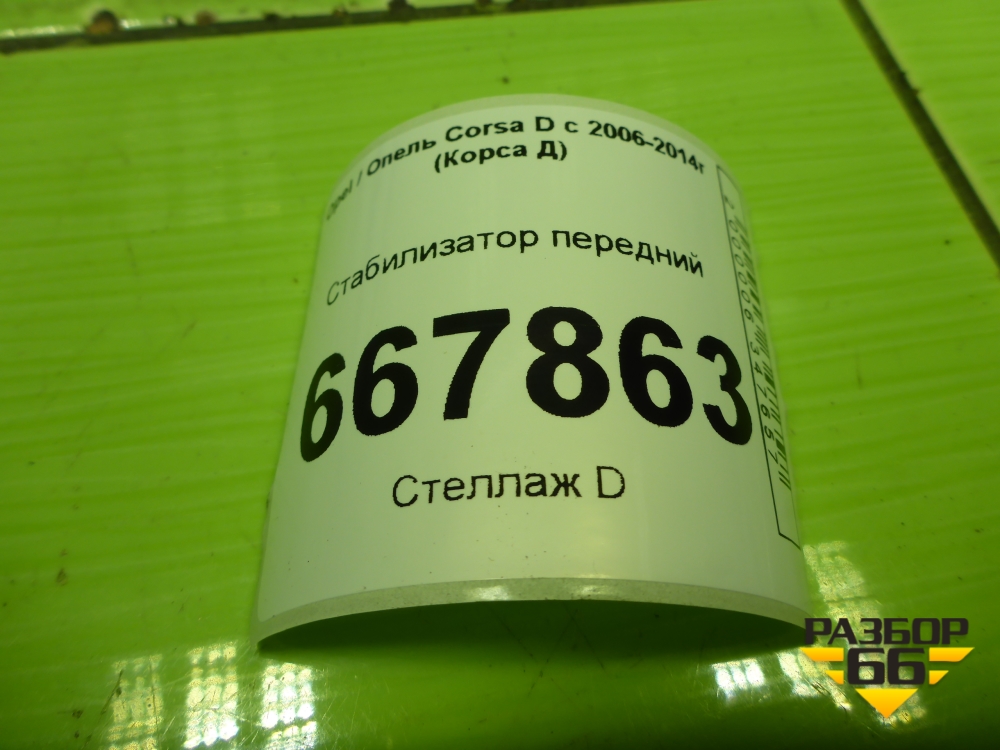 Opel / Опель Corsa D с 2006-2014г
(Корса Д)
Стабилизатор передний
667863
Стеллаж D
РАЗБОР
66